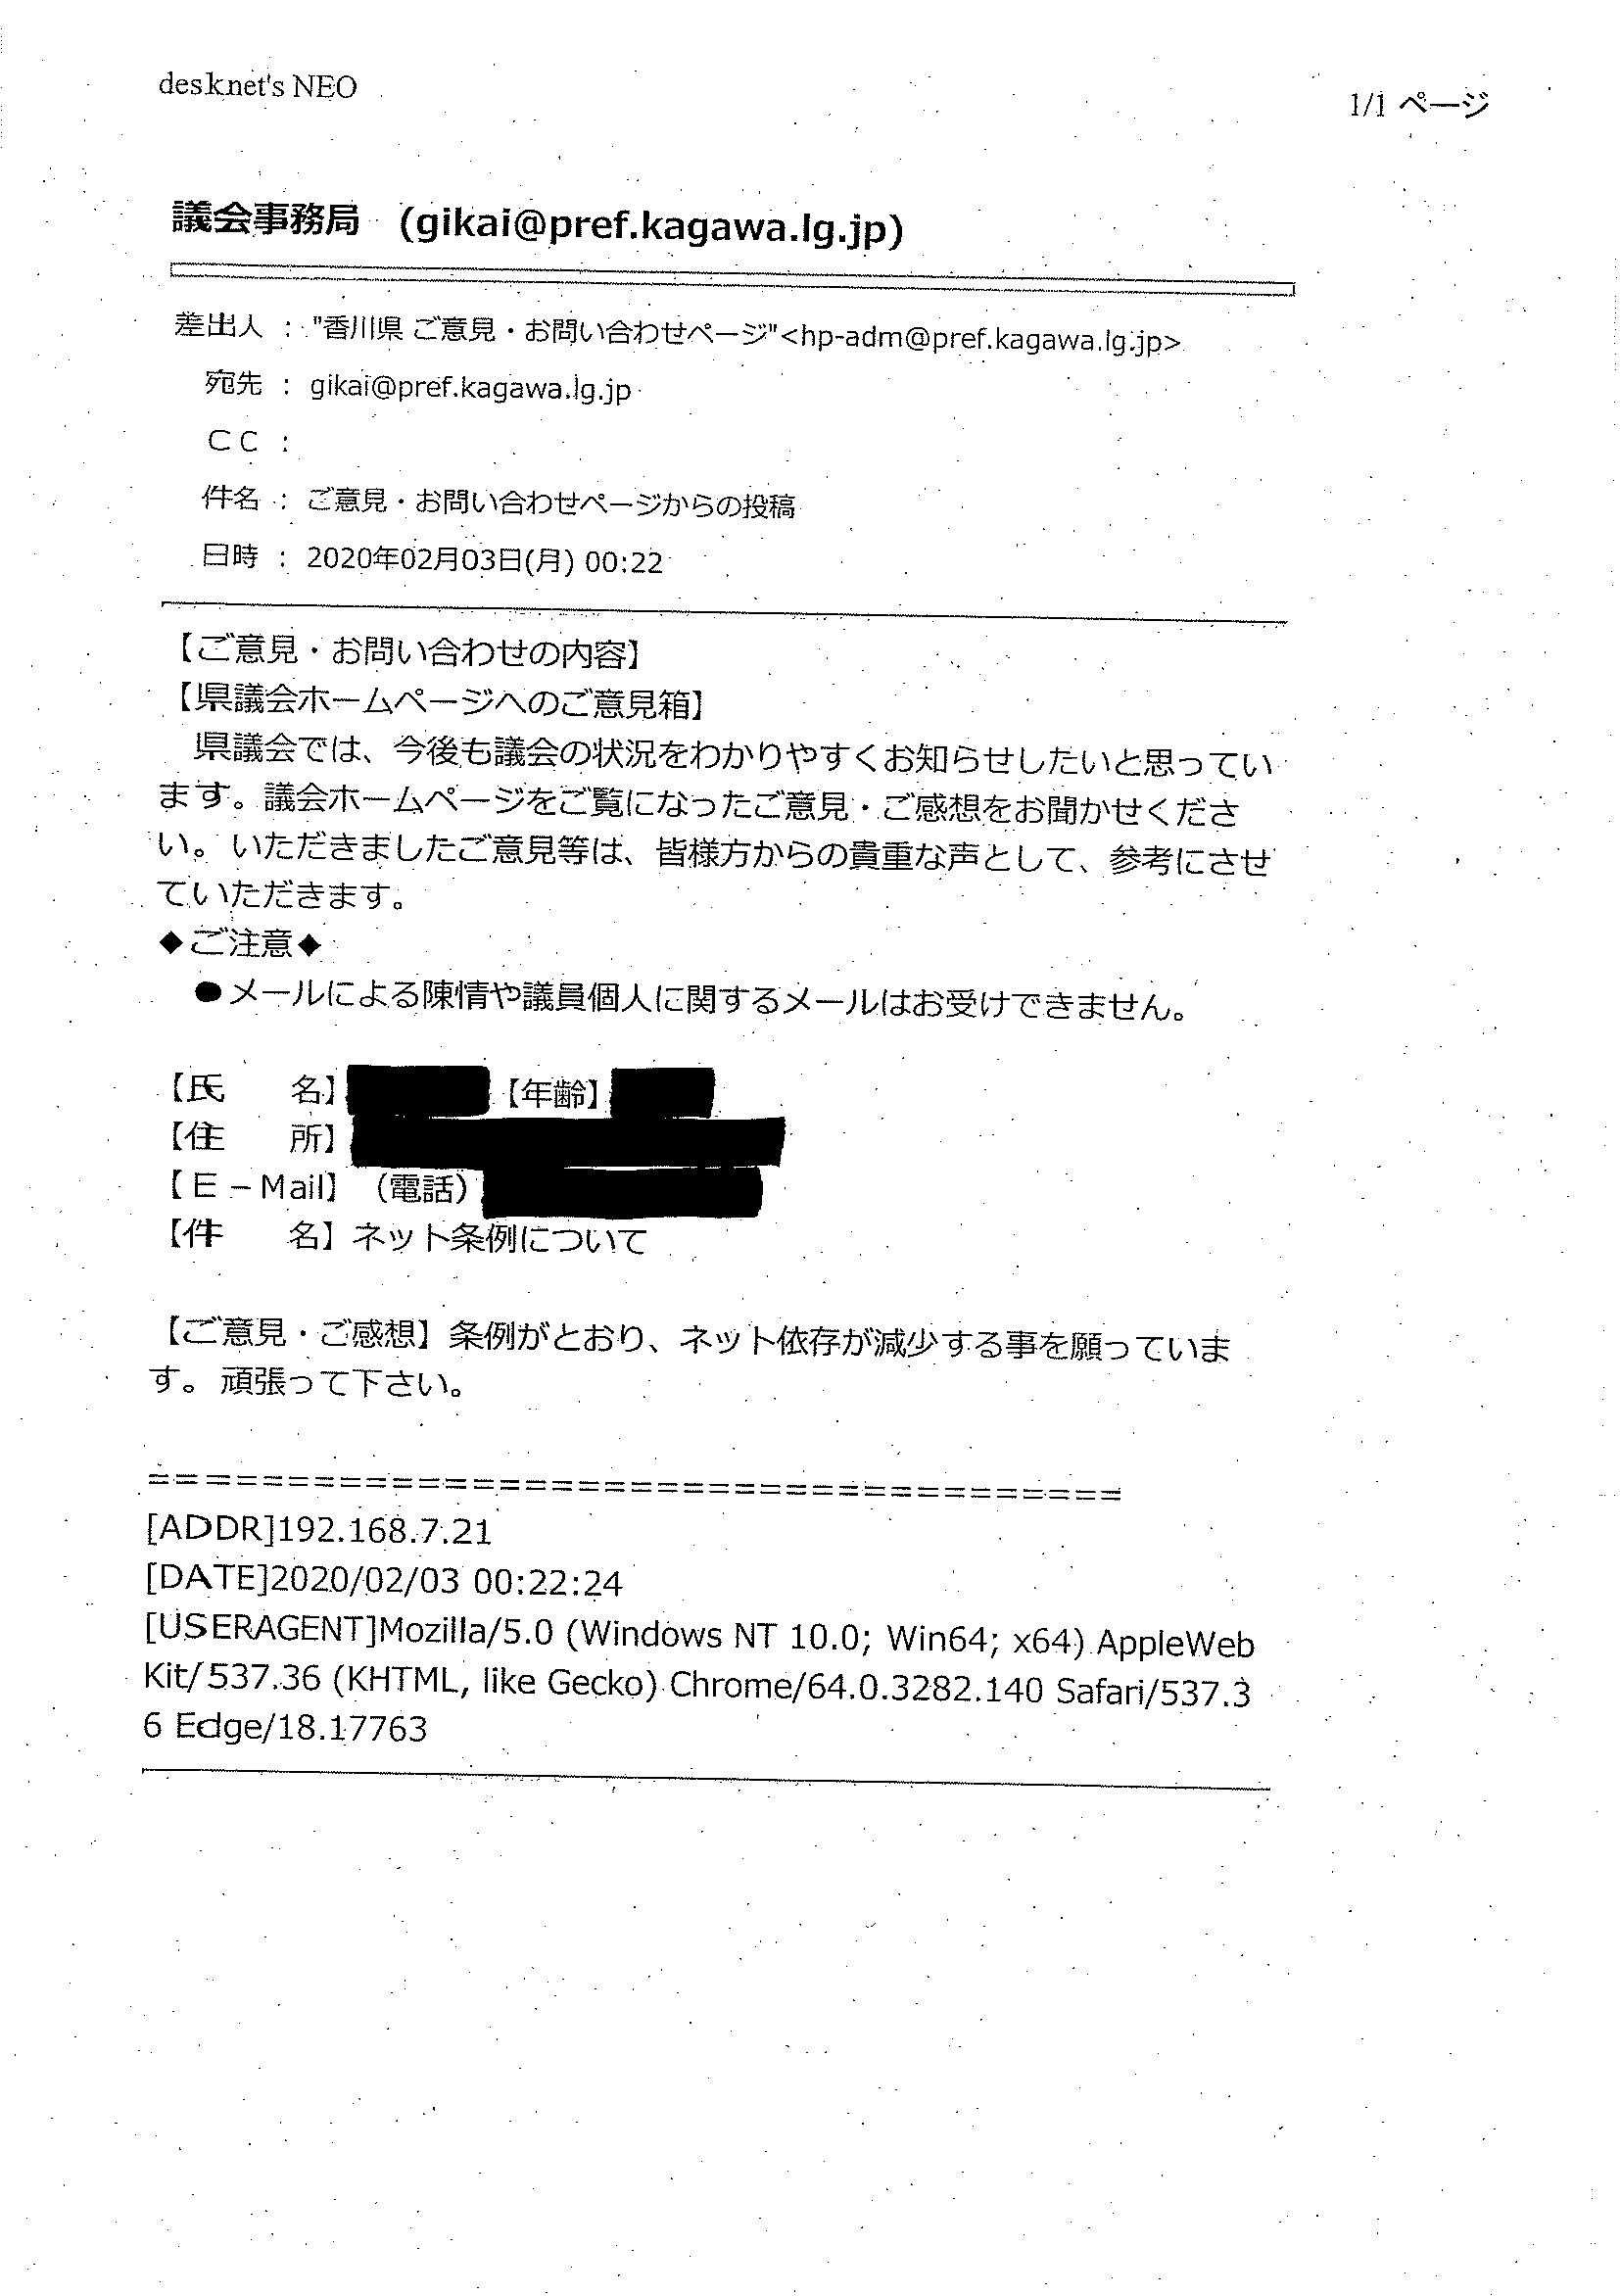 desknet's NEO
1/1 ページ
議会事務局　(gikai@pref.kagawa.lg.jp)
差出人 ： "香川県 ご意見・お問い合わせページ"<hp-adm@pref.kagawa.lg.jp>
宛先 ： gikai@pref.kagawa.lg.jp
ＣＣ ：
件名 ： ご意見・お問い合わせページからの投稿
日時 ： 2020年02月03日(月) 00:22
【ご意見・お問い合わせの内容】
【県議会ホームページへのご意見箱】
　県議会では、今後も議会の状況をわかりやすくお知らせしたいと思ってい
ます。議会ホームページをご覧になったご意見・ご感想をお聞かせくださ
い。いただきましたご意見等は、皆様方からの貴重な声として、参考にさせ
ていただきます。
◆ご注意◆
　●メールによる陳情や議員個人に関するメールはお受けできません。
【氏　　名】【年齢】
【住　　所】
【Ｅ－Mail】（電話）
【件　　名】ネット条例について
【ご意見・ご感想】条例がとおり、ネット依存が減少する事を願っていま
す。頑張って下さい。
======================================
[ADDR]192.168.7.21
[DATE]2020/02/03 00:22:24
[USERAGENT]Mozilla/5.0 (Windows NT 10.0; Win64; x64) AppleWeb
Kit/537.36 (KHTML, like Gecko) Chrome/64.0.3282.140 Safari/537.3
6 Edge/18.17763